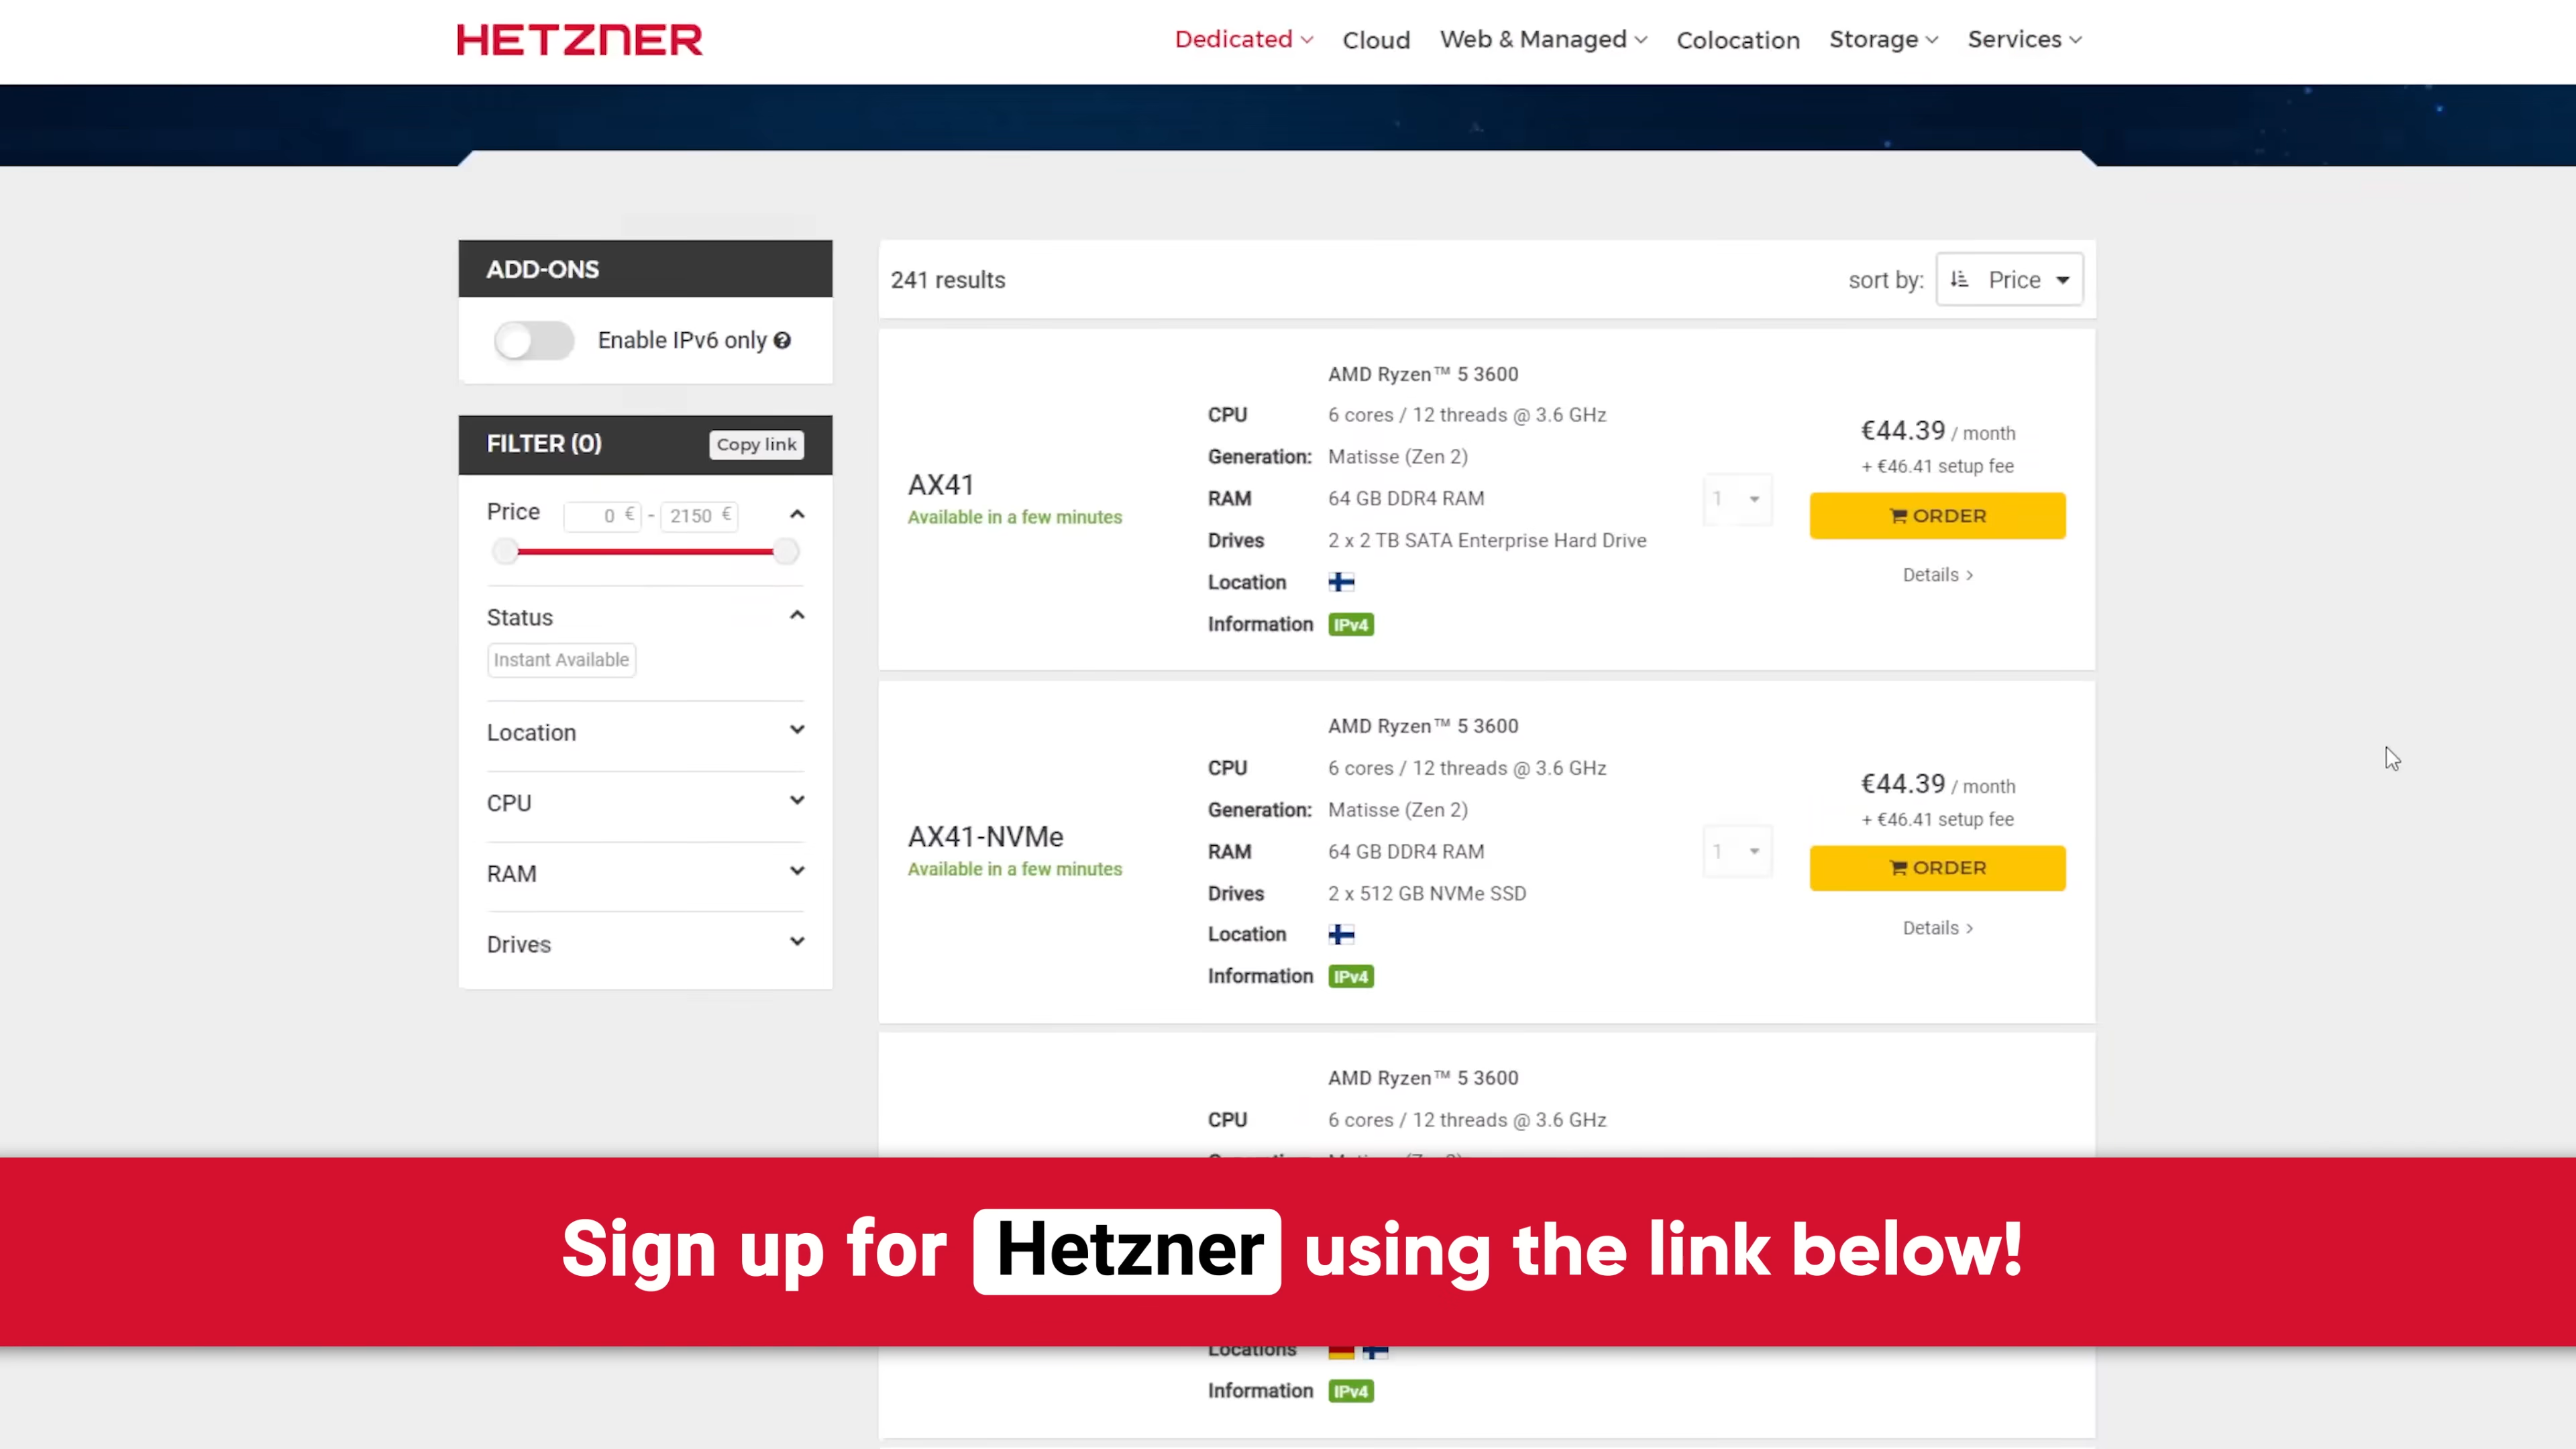 HETZNER
Dedicated Cloud Web & Managed Colocation Storage Services
ADD-ONS
Enable IPv6 only
FILTER (0) Copy link
Price 0 € - 2150 €
Status
Instant Available
Location
CPU
RAM
Drives
241 results
sort by: Price
AX41
Available in a few minutes
AMD Ryzen™ 5 3600
CPU 6 cores / 12 threads @ 3.6 GHz
Generation: Matisse (Zen 2)
RAM 64 GB DDR4 RAM
Drives 2 x 2 TB SATA Enterprise Hard Drive
Location
Information IPv4
1
€44.39 / month
+ €46.41 setup fee
ORDER
Details >
AX41-NVMe
Available in a few minutes
AMD Ryzen™ 5 3600
CPU 6 cores / 12 threads @ 3.6 GHz
Generation: Matisse (Zen 2)
RAM 64 GB DDR4 RAM
Drives 2 x 512 GB NVMe SSD
Location
Information IPv4
1
€44.39 / month
+ €46.41 setup fee
ORDER
Details >
AMD Ryzen™ 5 3600
CPU 6 cores / 12 threads @ 3.6 GHz
Sign up for Hetzner using the link below!
Locations
Information IPv4